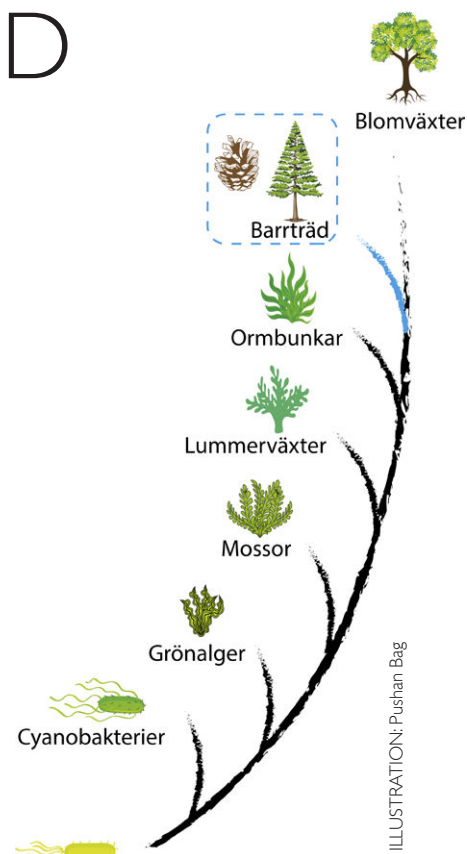 D
Blomväxter
Barrträd
Ormbunkar
Lummerväxter
Mossor
Grönalger
Cyanobakterier
ILLUSTRATION: Pushan Bag